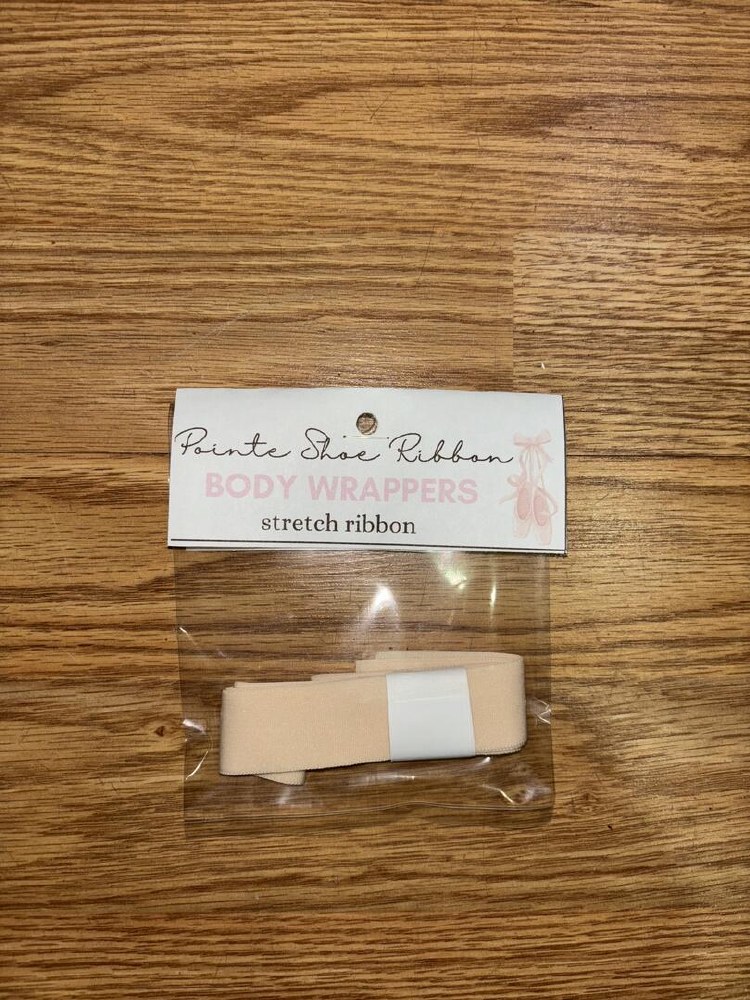 Pointe Shoe Ribbon
BODY WRAPPERS
stretch ribbon